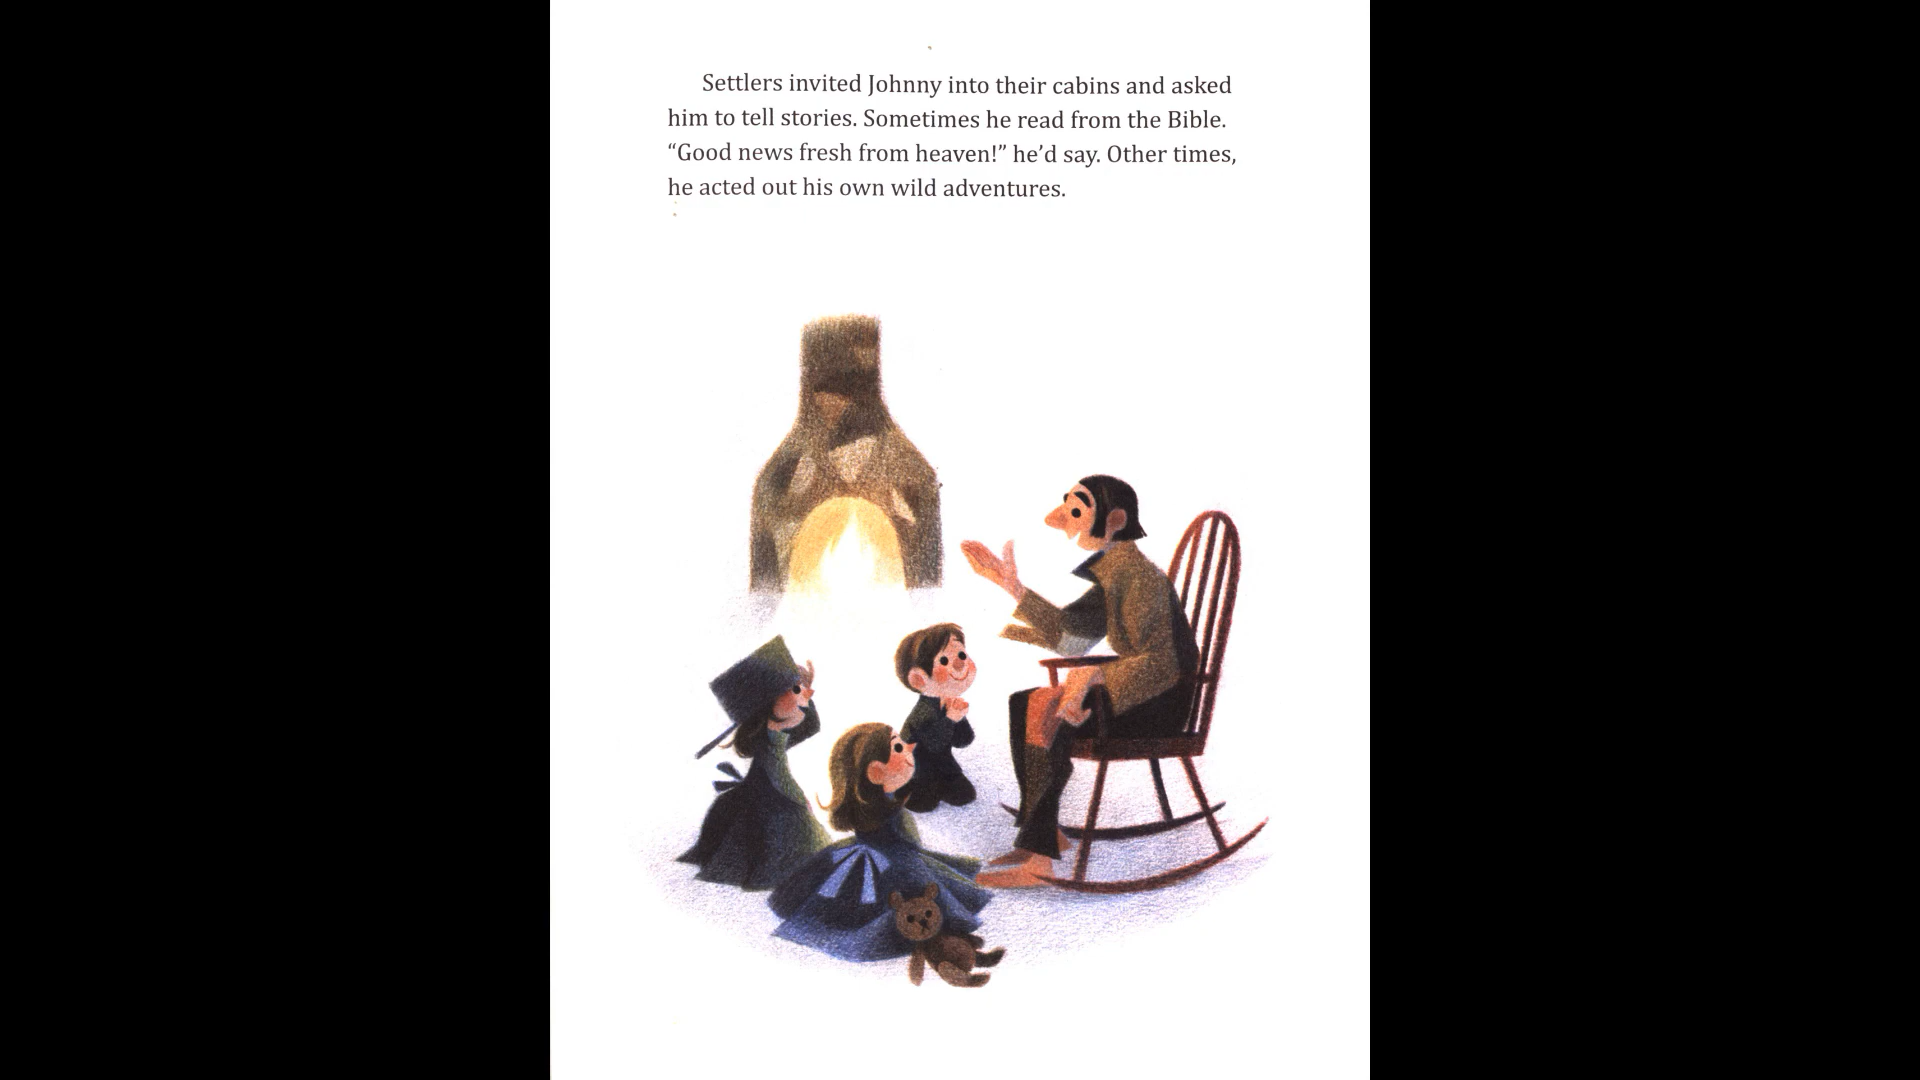 Settlers invited Johnny into their cabins and asked
him to tell stories. Sometimes he read from the Bible.
“Good news fresh from heaven!” he’d say. Other times,
he acted out his own wild adventures.